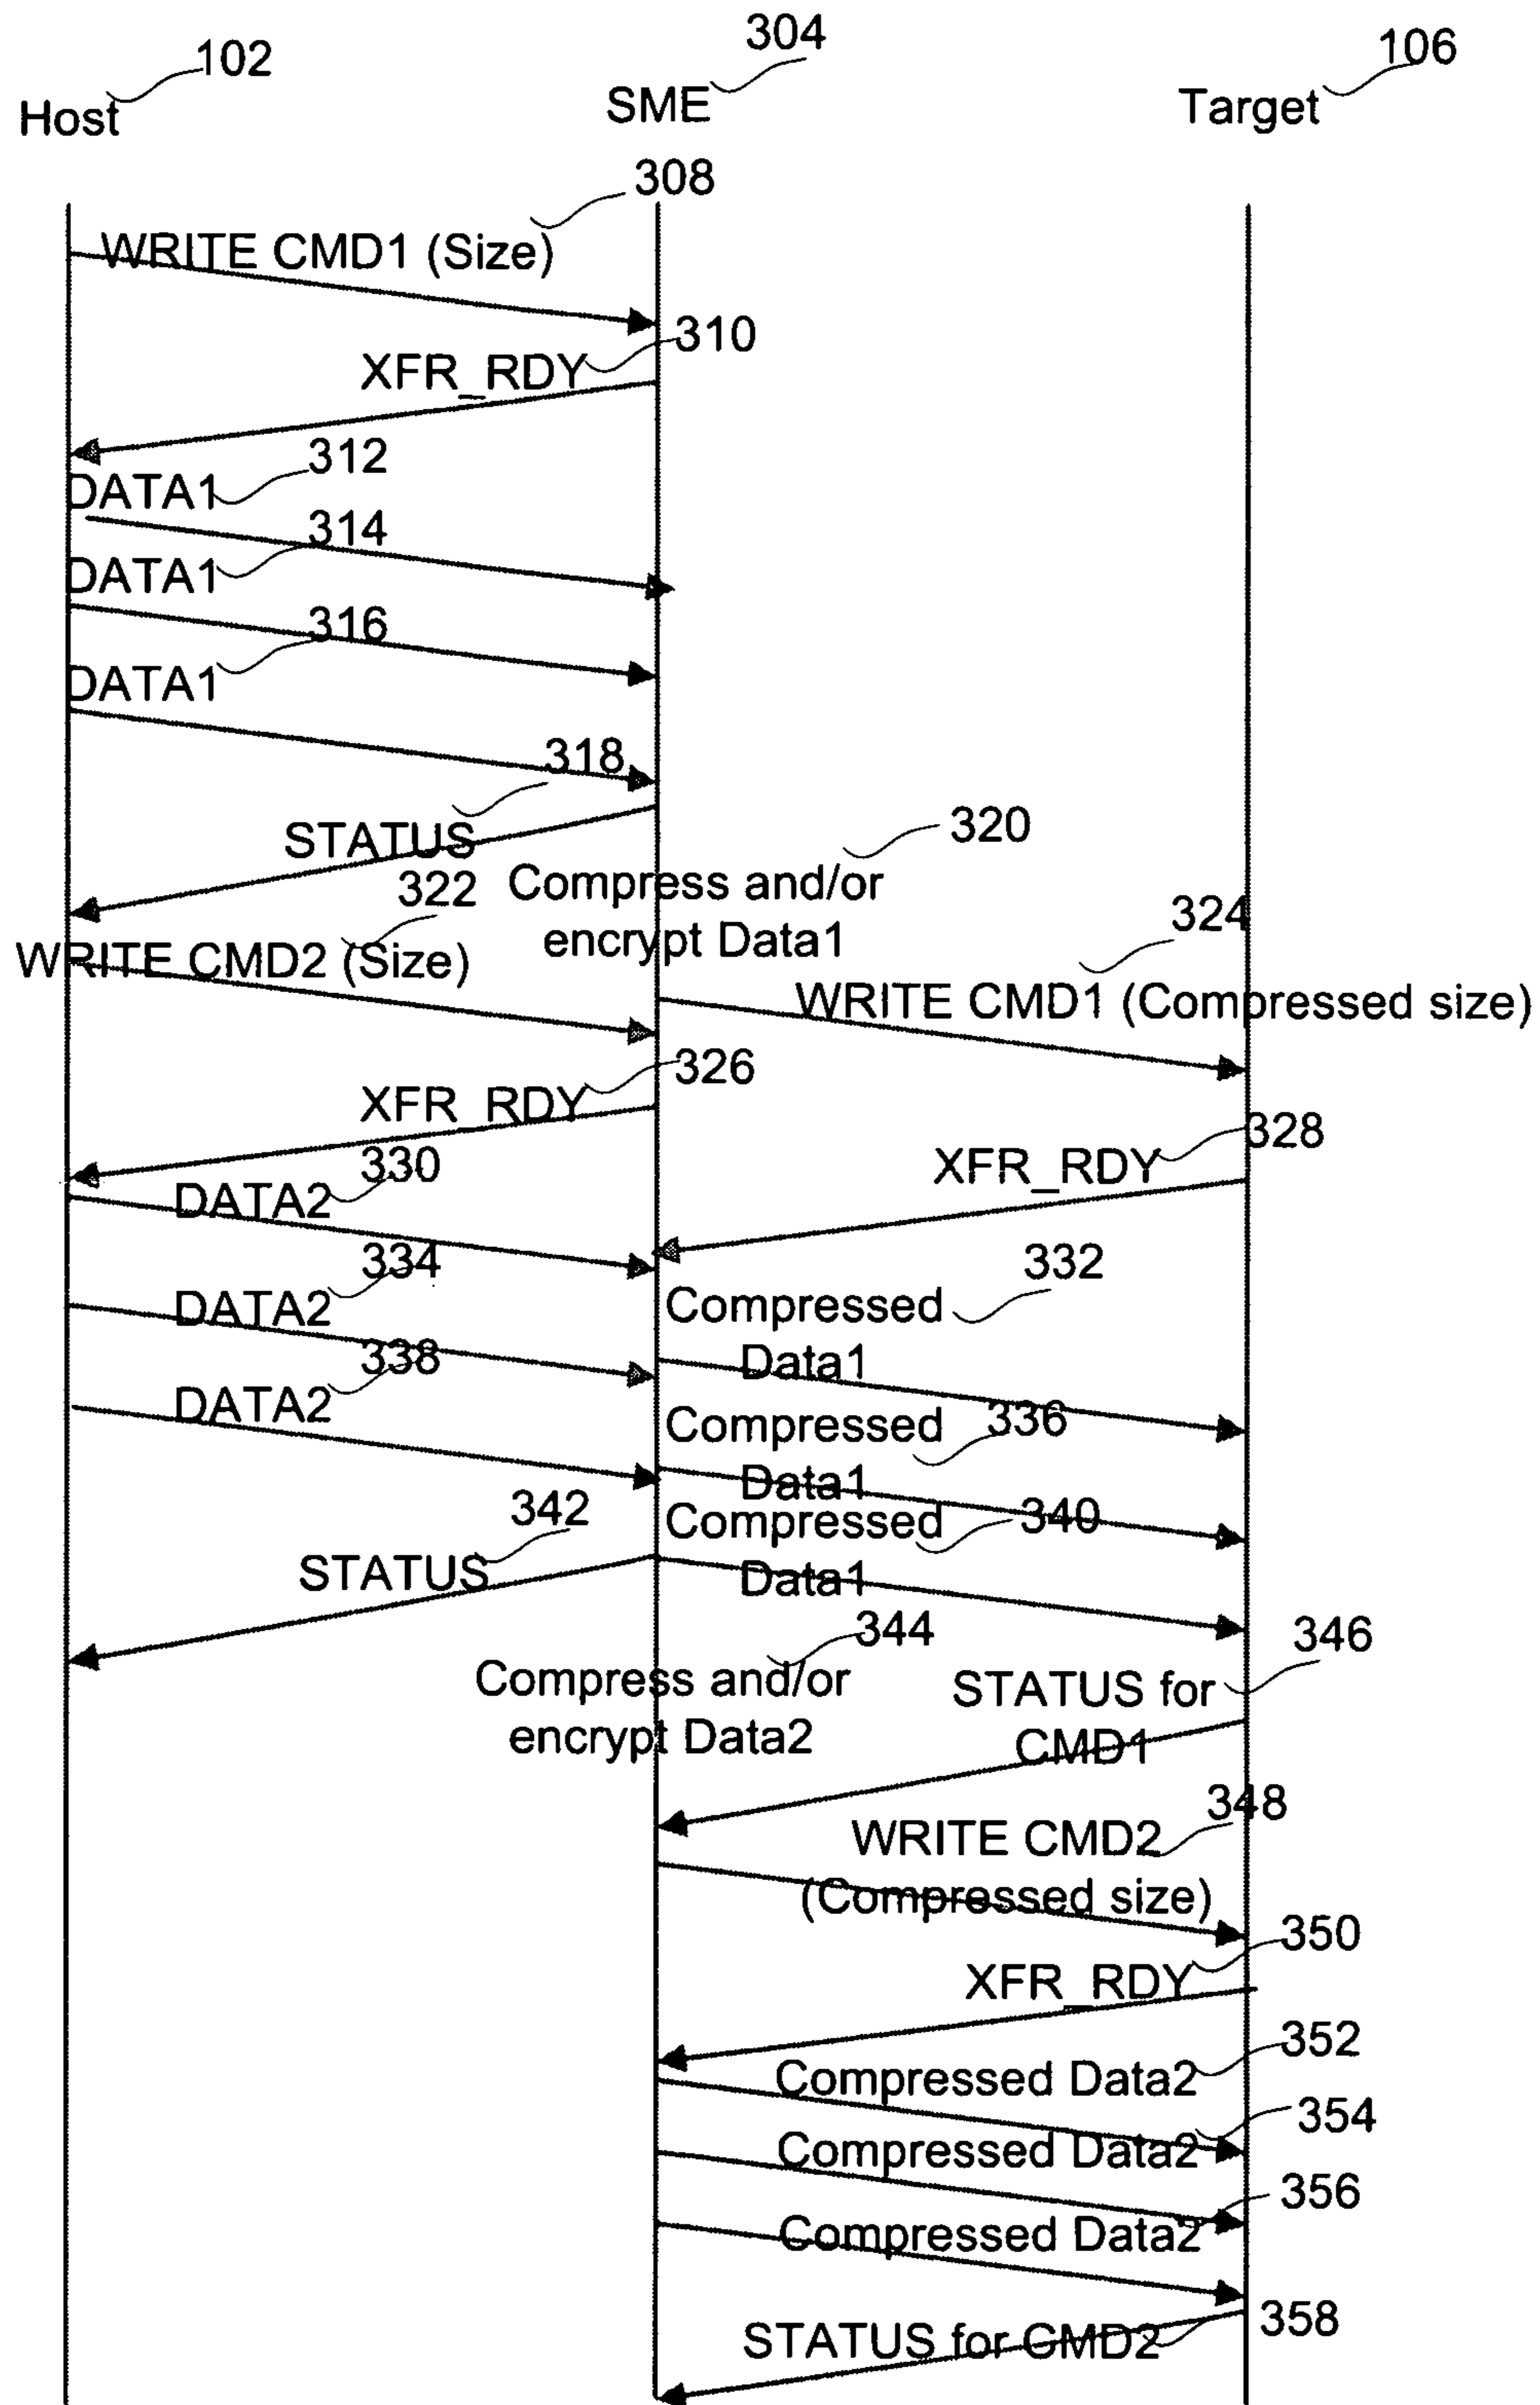 102
304
106
Host
SME
Target
308
WRITE CMD1 (Size)
310
XFR_RDY
312
DATA1
314
DATA1
316
DATA1
318
STATUS
320
Compress and/or
encrypt Data1
322
324
WRITE CMD2 (Size)
WRITE CMD1 (Compressed size)
326
XFR_RDY
328
XFR_RDY
330
DATA2
332
334
DATA2
Compressed
Data1
338
DATA2
336
Compressed
Data1
342
340
Compressed
Data1
STATUS
344
Compress and/or
encrypt Data2
346
STATUS for
CMD1
348
WRITE CMD2
(Compressed size)
350
XFR_RDY
352
Compressed Data2
354
Compressed Data2
356
Compressed Data2
358
STATUS for CMD2